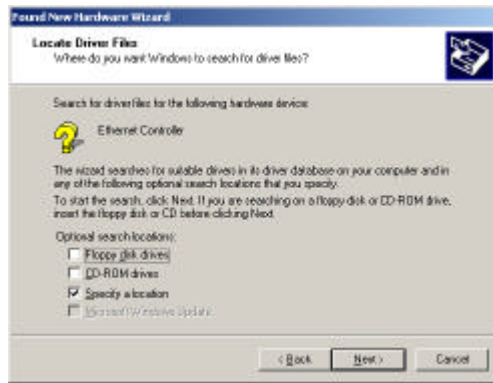 Found New Hardware Wizard
Locate Driver Files
Where do you want Windows to search for driver files?
Search for driver files for the following hardware device:
Ethernet Controller
The wizard searches for suitable drivers in its driver database on your computer and in
any of the following optional search locations that you specify.
To start the search, click Next. If you are searching on a floppy disk or CD-ROM drive,
insert the floppy disk or CD before clicking Next.
Optional search locations:
Floppy disk drives
CD-ROM drives
Specify a location
Microsoft Windows Update
< Back
Next >
Cancel